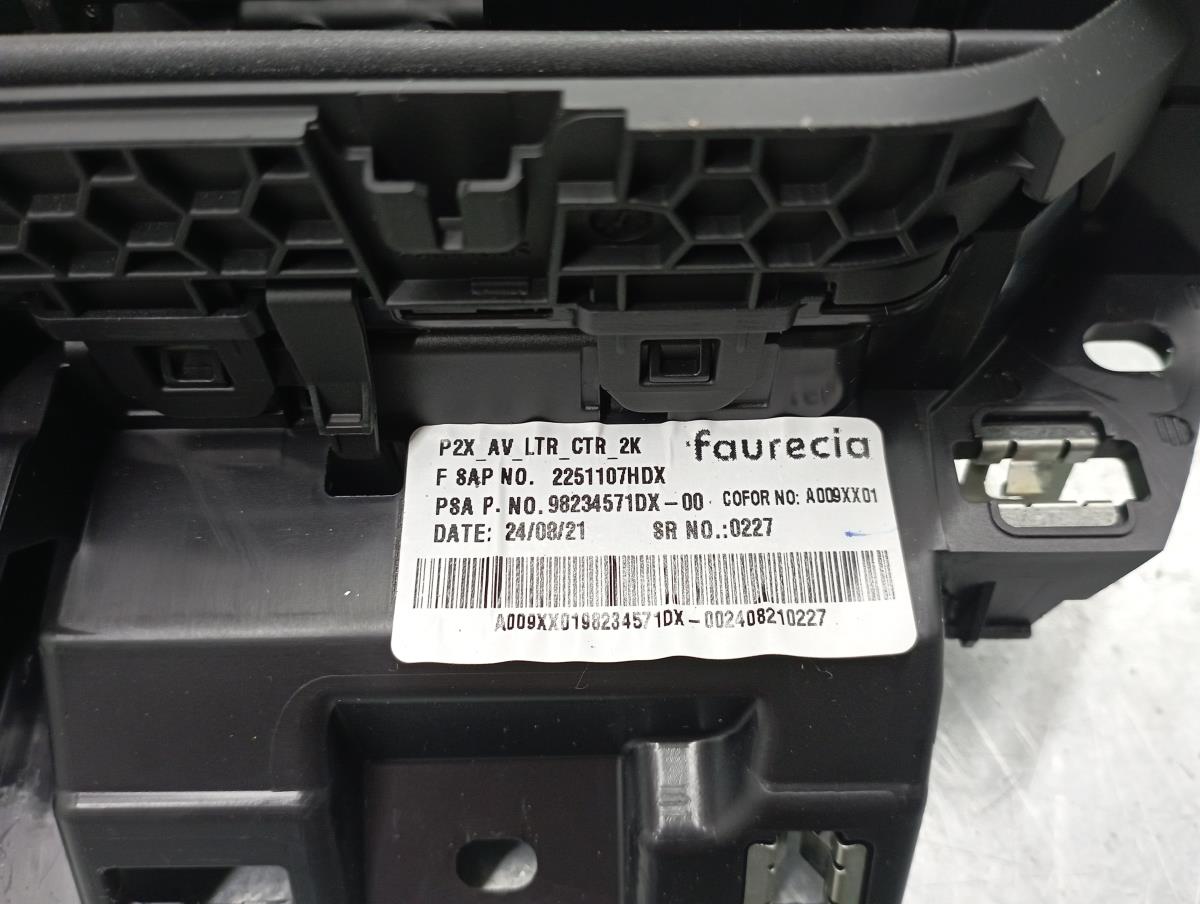 P2X_AV_LTR_CTR_2K faurecia
F SAP NO. 2251107HDX
PSA P. NO. 98234571DX-00 COFOR NO: A009XX01
DATE: 24/08/21 SR NO.:0227
A009XX0198234571DX-002408210227